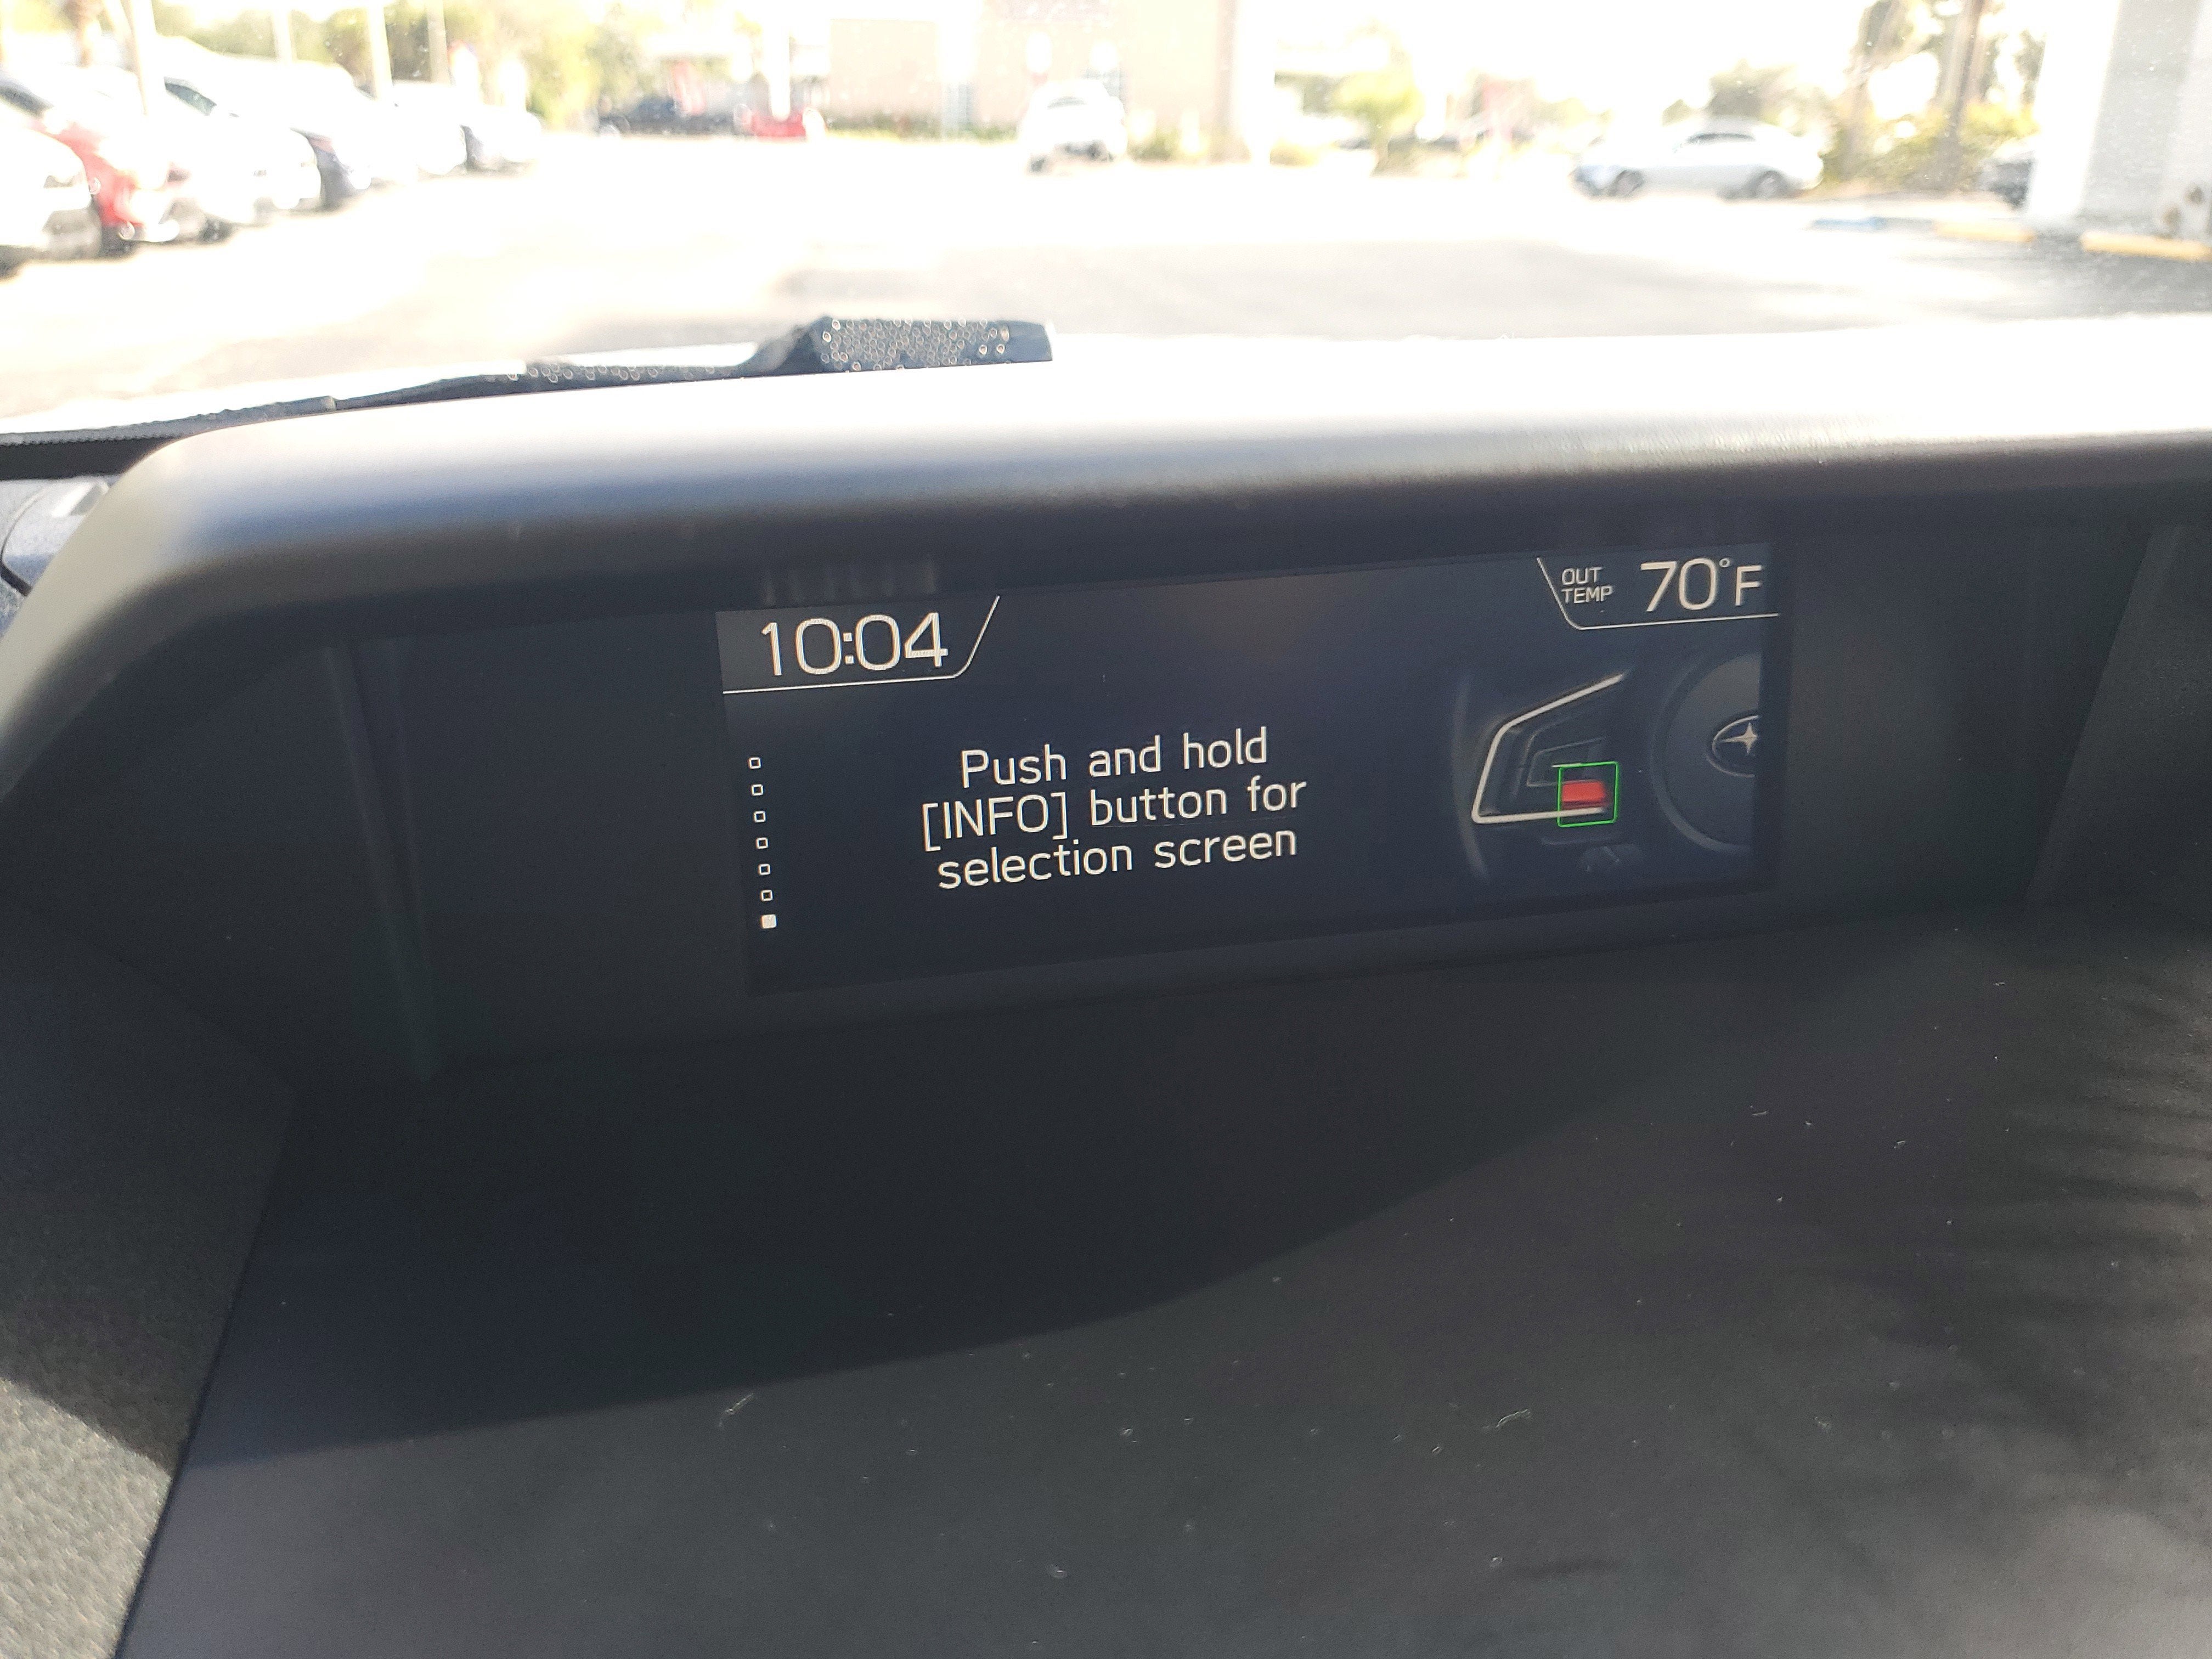 10:04
OUT
TEMP
70°F
Push and hold
[INFO] button for
selection screen